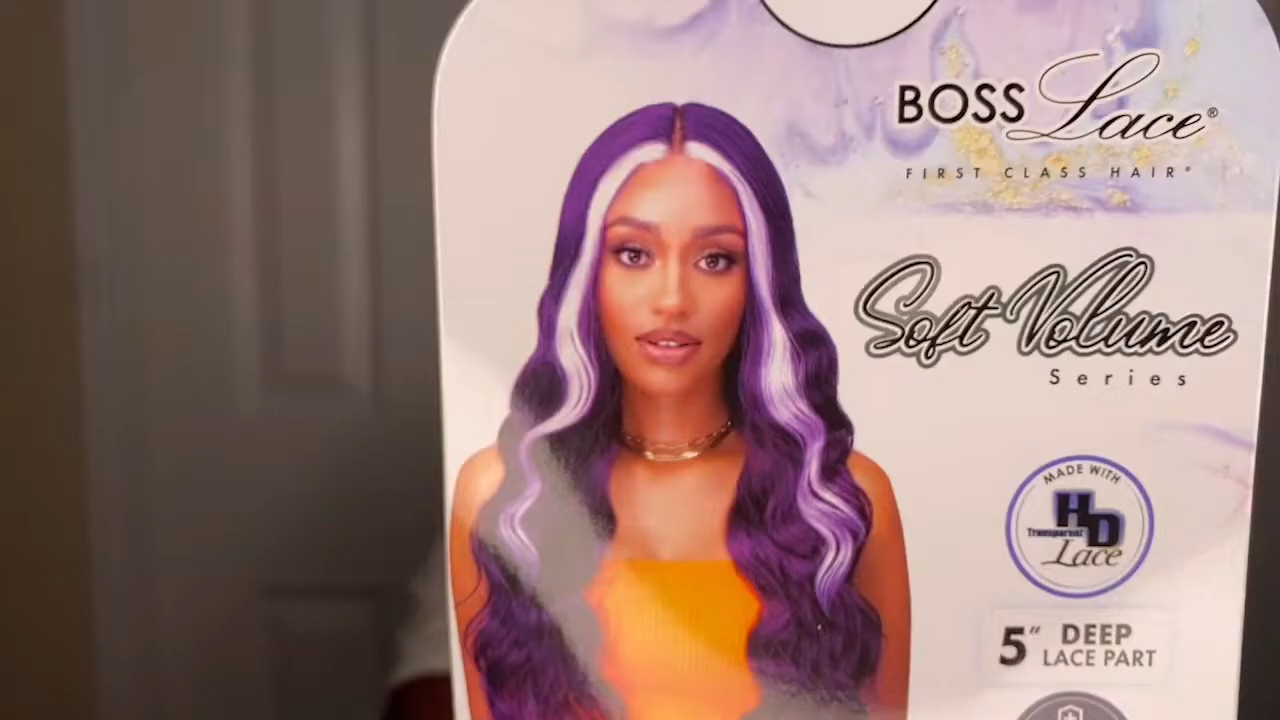 BOSS Lace®
FIRST CLASS HAIR®
Soft Volume
Series
MADE WITH
HD
Transparent
Lace
5" DEEP
LACE PART